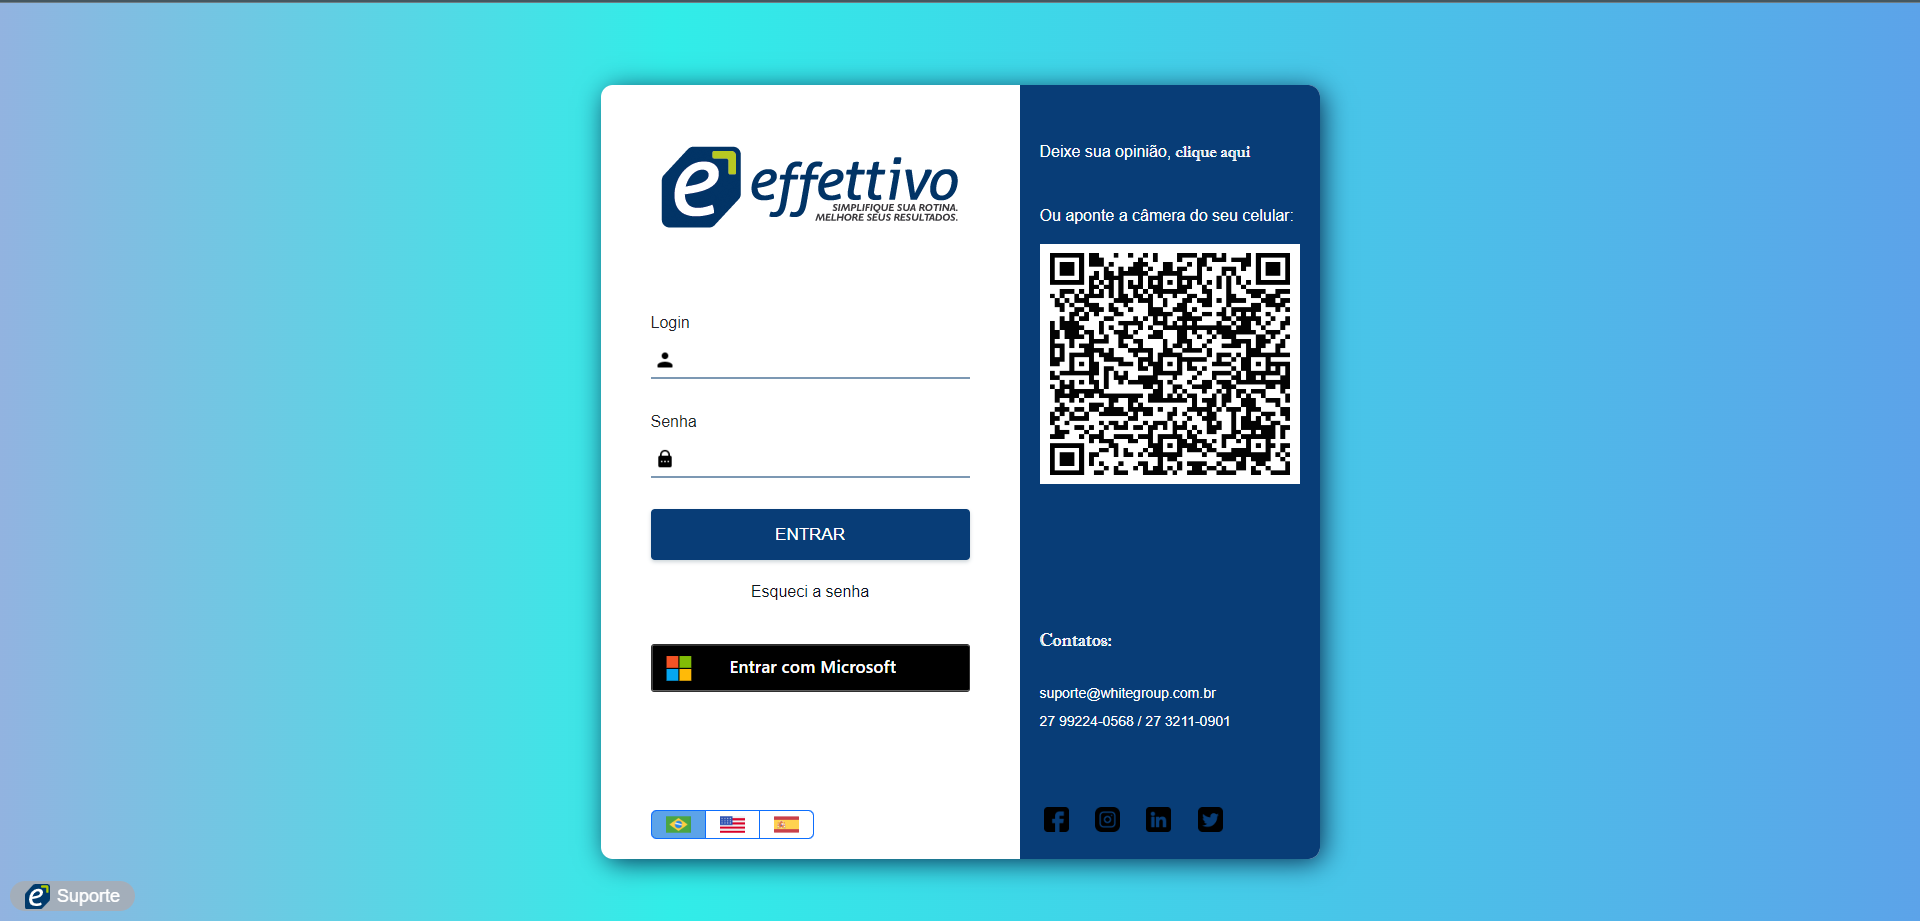 effettivo
SIMPLIFIQUE SUA ROTINA.
MELHORE SEUS RESULTADOS.
Login
Senha
ENTRAR
Esqueci a senha
Entrar com Microsoft
Deixe sua opinião, clique aqui
Ou aponte a câmera do seu celular:
Contatos:
suporte@whitegroup.com.br
27 99224-0568 / 27 3211-0901
Suporte